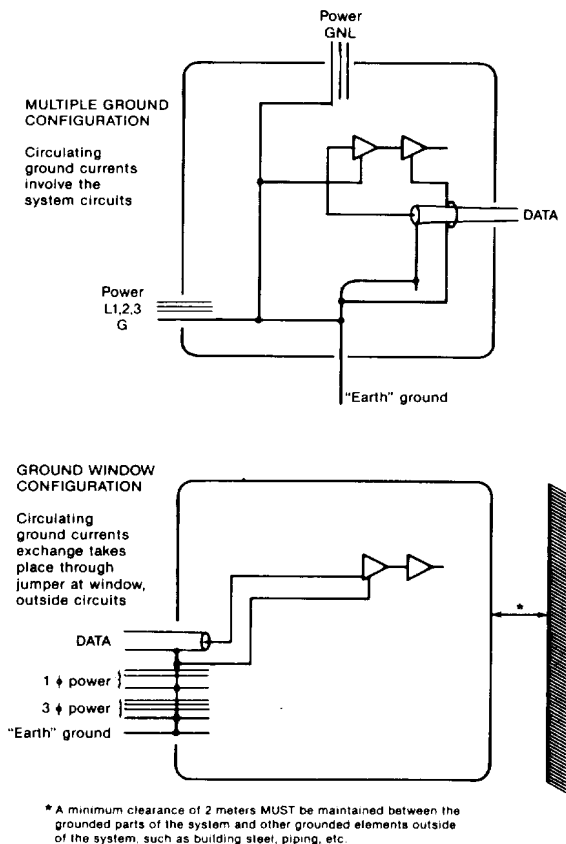 Power
GNL
MULTIPLE GROUND
CONFIGURATION
Circulating
ground currents
involve the
system circuits
DATA
Power
L1,2,3
G
"Earth" ground
GROUND WINDOW
CONFIGURATION
Circulating
ground currents
exchange takes
place through
jumper at window,
outside circuits
*
DATA
1 ϕ power
3 ϕ power
"Earth" ground
* A minimum clearance of 2 meters MUST be maintained between the
grounded parts of the system and other grounded elements outside
of the system, such as building steel, piping, etc.